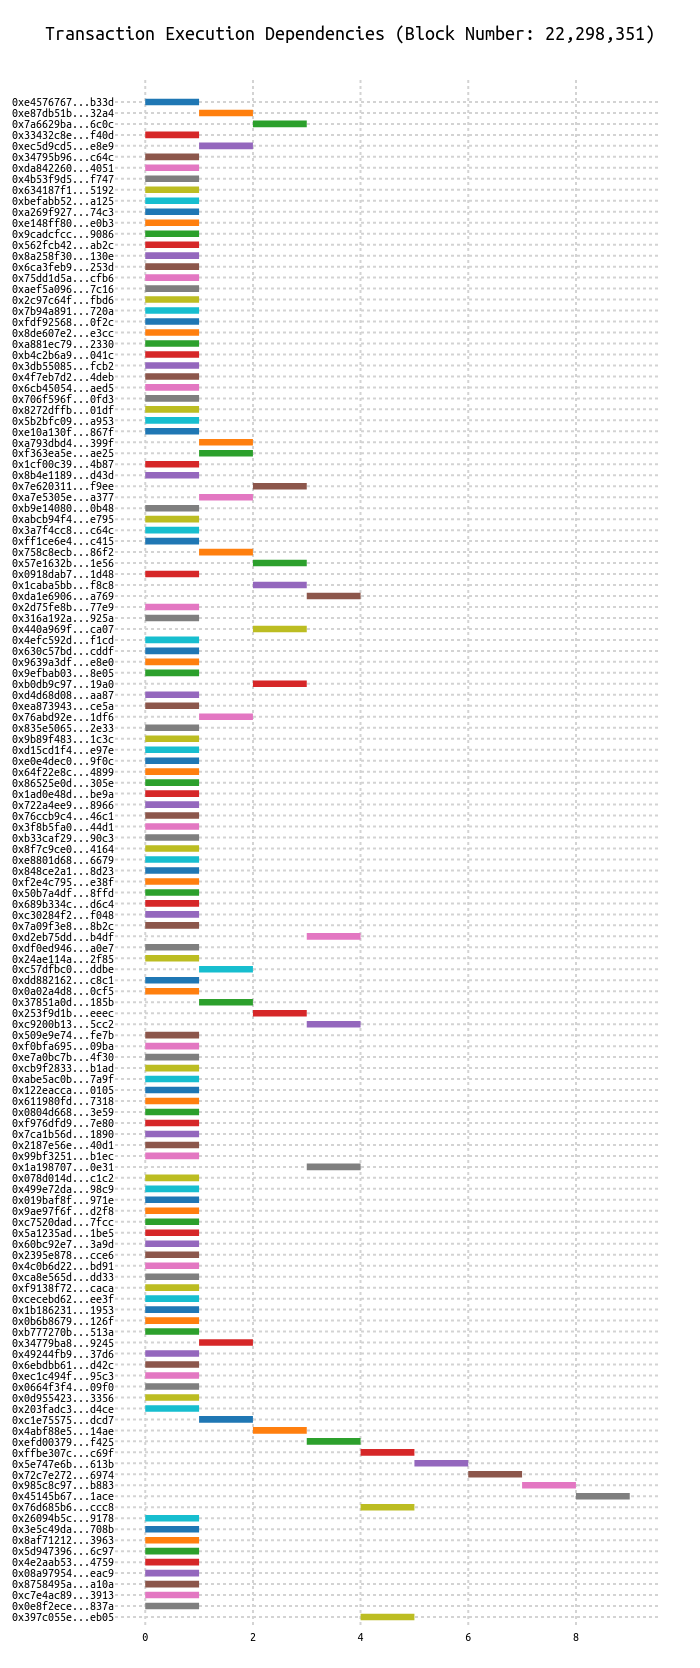 Transaction Execution Dependencies (Block Number: 22,298,351)
0xe4576767...b33d
0xe87db51b...32a4
0x7a6629ba...6c0c
0x33432c8e...f40d
0xec5d9cd5...e8e9
0x34795b96...c64c
0xda842260...4051
0x4b53f9d5...f747
0x634187f1...5192
0xbefabb52...a125
0xa269f927...74c3
0xe148ff80...e0b3
0x9cadcfcc...9086
0x562fcb42...ab2c
0x8a258f30...130e
0x6ca3feb9...253d
0x75dd1d5a...cfb6
0xaef5a096...7c16
0x2c97c64f...fbd6
0x7b94a891...720a
0xfdf92568...0f2c
0x8de607e2...e3cc
0xa881ec79...2330
0xb4c2b6a9...041c
0x3db55085...fcb2
0x4f7eb7d2...4deb
0x6cb45054...aed5
0x706f596f...0fd3
0x8272dffb...01df
0x5b2bfc09...a953
0xe10a130f...867f
0xa793dbd4...399f
0xf363ea5e...ae25
0x1cf00c39...4b87
0x8b4e1189...d43d
0x7e620311...f9ee
0xa7e5305e...a377
0xb9e14080...0b48
0xabcb94f4...e795
0x3a7f4cc8...c64c
0xff1ce6e4...c415
0x758c8ecb...86f2
0x57e1632b...1e56
0x0918dab7...1d48
0x1caba5bb...f8c8
0xda1e6906...a769
0x2d75fe8b...77e9
0x316a192a...925a
0x440a969f...ca07
0x4efc592d...f1cd
0x630c57bd...cddf
0x9639a3df...e8e0
0x9efbab03...8e05
0xb0db9c97...19a0
0xd4d68d08...aa87
0xea873943...ce5a
0x76abd92e...1df6
0x835e5065...2e33
0x9b89f483...1c3c
0xd15cd1f4...e97e
0xe0e4dec0...9f0c
0x64f22e8c...4899
0x86525e0d...305e
0x1ad0e48d...be9a
0x722a4ee9...8966
0x76ccb9c4...46c1
0x3f8b5fa0...44d1
0xb33caf29...90c3
0x8f7c9ce0...4164
0xe8801d68...6679
0x848ce2a1...8d23
0xf2e4c795...e38f
0x50b7a4df...8ffd
0x689b334c...d6c4
0xc30284f2...f048
0x7a09f3e8...8b2c
0xd2eb75dd...b4df
0xdf0ed946...a0e7
0x24ae114a...2f85
0xc57dfbc0...ddbe
0xdd882162...c8c1
0x0a02a4d8...0cf5
0x37851a0d...185b
0x253f9d1b...eeec
0xc9200b13...5cc2
0x509e9e74...fe7b
0xf0bfa695...09ba
0xe7a0bc7b...4f30
0xcb9f2833...b1ad
0xabe5ac0b...7a9f
0x122eacca...0105
0x611980fd...7318
0x0804d668...3e59
0xf976dfd9...7e80
0x7ca1b56d...1890
0x2187e56e...40d1
0x99bf3251...b1ec
0x1a198707...0e31
0x078d014d...c1c2
0x499e72da...98c9
0x019baf8f...971e
0x9ae97f6f...d2f8
0xc7520dad...7fcc
0x5a1235ad...1be5
0x60bc92e7...3a9d
0x2395e878...cce6
0x4c0b6d22...bd91
0xca8e565d...dd33
0xf9138f72...caca
0xcecebd62...ee3f
0x1b186231...1953
0x0b6b8679...126f
0xb777270b...513a
0x34779ba8...9245
0x49244fb9...37d6
0x6ebdbb61...d42c
0xec1c494f...95c3
0x0664f3f4...09f0
0x0d955423...3356
0x203fadc3...d4ce
0xc1e75575...dcd7
0x4abf88e5...14ae
0xefd00379...f425
0xffbe307c...c69f
0x5e747e6b...613b
0x72c7e272...6974
0x985c8c97...b883
0x45145b67...1ace
0x76d685b6...ccc8
0x26094b5c...9178
0x3e5c49da...708b
0x8af71212...3963
0x5d947396...6c97
0x4e2aab53...4759
0x08a97954...eac9
0x8758495a...a10a
0xc7e4ac89...3913
0x0e8f2ece...837a
0x397c055e...eb05
0 2 4 6 8